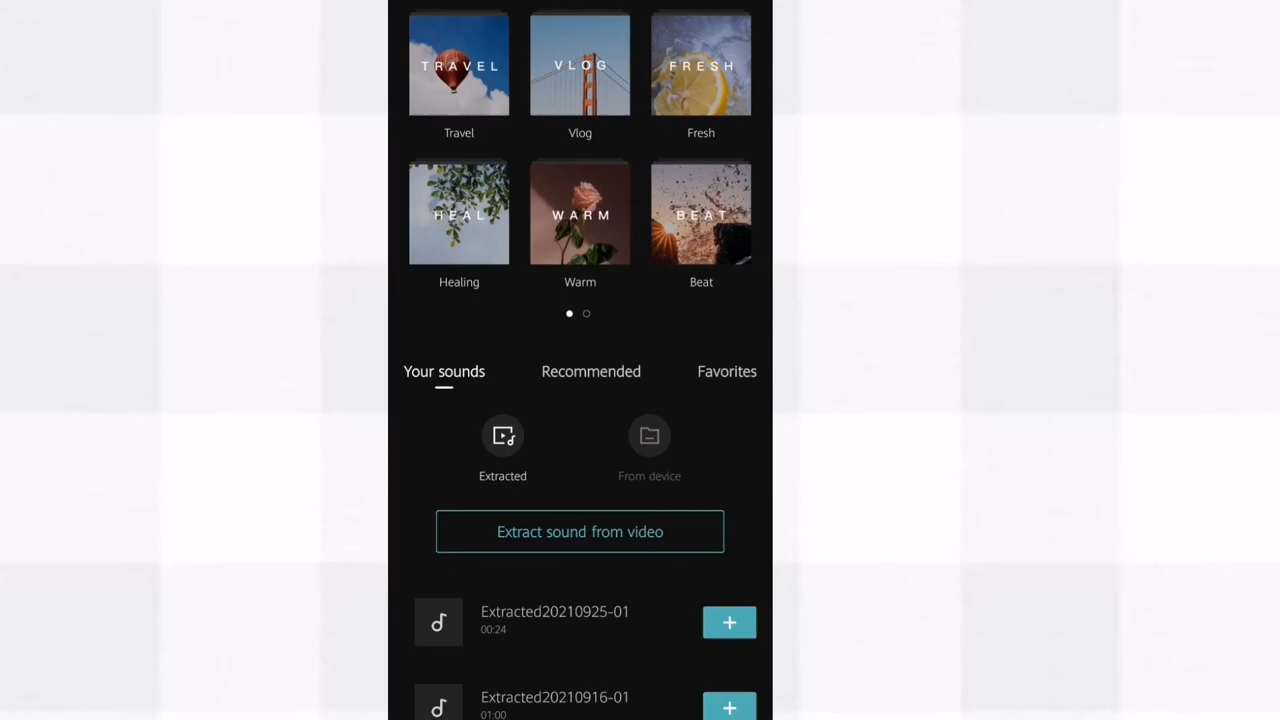 TRAVEL
VLOG
FRESH
Travel
Vlog
Fresh
HEAL
WARM
BEAT
Healing
Warm
Beat
Your sounds
Recommended
Favorites
Extracted
From device
Extract sound from video
Extracted20210925-01
00:24
Extracted20210916-01
01:00